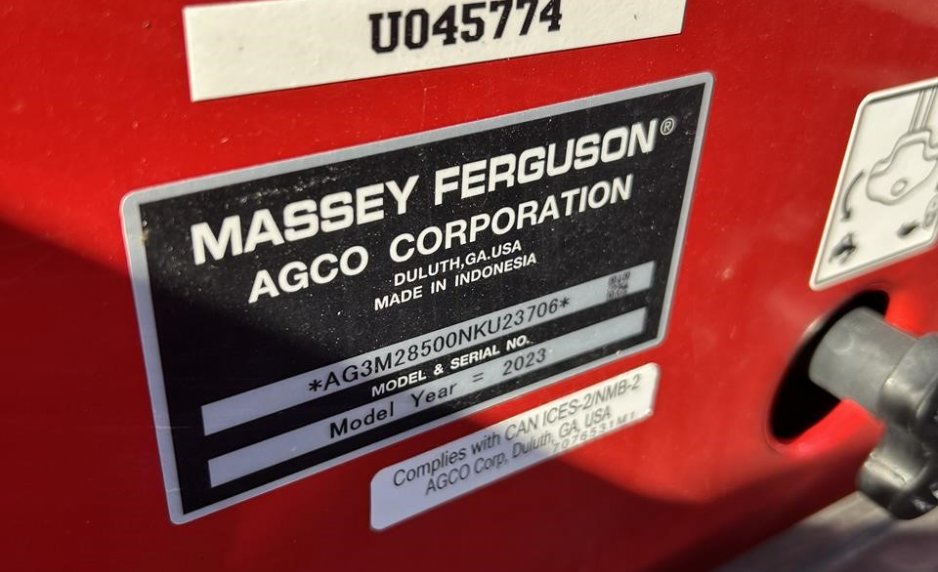 U045774
MASSEY FERGUSON®
AGCO CORPORATION
DULUTH,GA.USA
MADE IN INDONESIA
*AG3M28500NKU23706*
MODEL & SERIAL NO.
Model Year = 2023
Complies with CAN ICES-2/NMB-2
AGCO Corp, Duluth, GA, USA
7076531M1